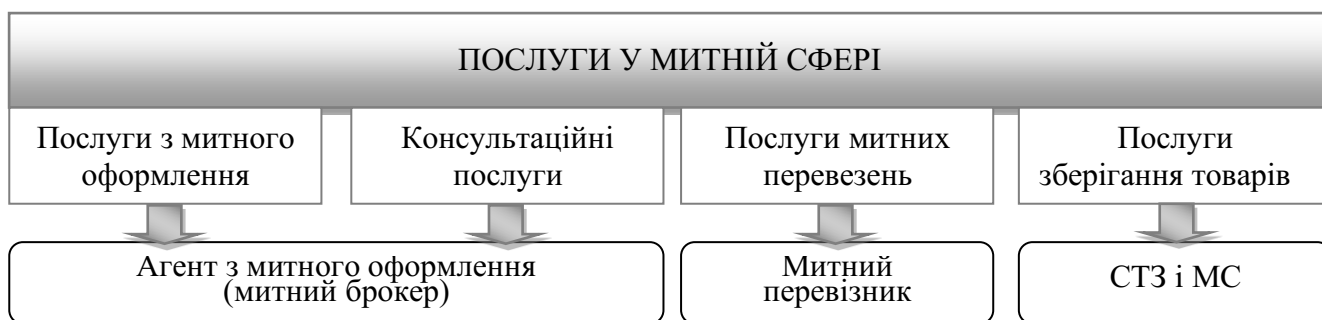 ПОСЛУГИ У МИТНІЙ СФЕРІ
Послуги з митного
оформлення
Консультаційні
послуги
Послуги митних
перевезень
Послуги
зберігання товарів
Агент з митного оформлення
(митний брокер)
Митний
перевізник
СТЗ і МС